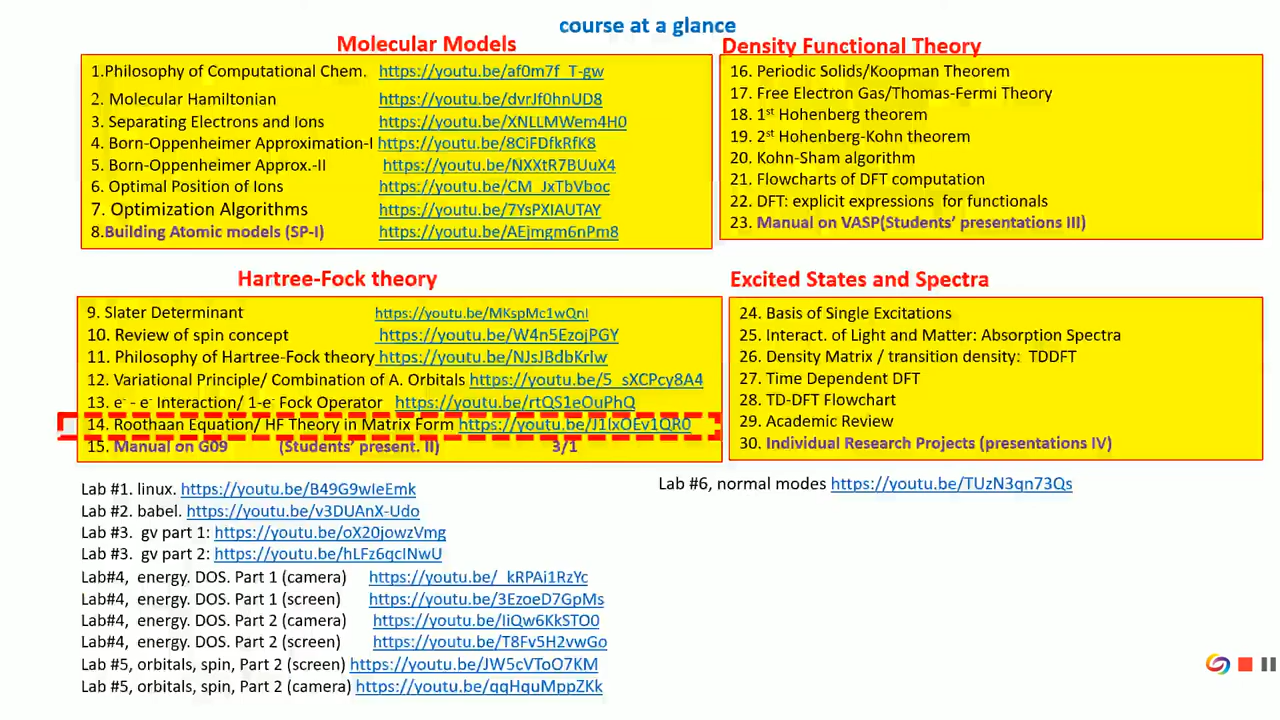 course at a glance
Molecular Models
1.Philosophy of Computational Chem. https://youtu.be/af0m7f_T-gw
2. Molecular Hamiltonian https://youtu.be/dvrJf0hnUD8
3. Separating Electrons and Ions https://youtu.be/XNLLMWem4H0
4. Born-Oppenheimer Approximation-I https://youtu.be/8CiFDfkRfK8
5. Born-Oppenheimer Approx.-II https://youtu.be/NXXtR7BUuX4
6. Optimal Position of Ions https://youtu.be/CM_JxTbVboc
7. Optimization Algorithms https://youtu.be/7YsPXIAUTAY
8.Building Atomic models (SP-I) https://youtu.be/AEjmgm6nPm8
Density Functional Theory
16. Periodic Solids/Koopman Theorem
17. Free Electron Gas/Thomas-Fermi Theory
18. 1st Hohenberg theorem
19. 2st Hohenberg-Kohn theorem
20. Kohn-Sham algorithm
21. Flowcharts of DFT computation
22. DFT: explicit expressions for functionals
23. Manual on VASP(Students’ presentations III)
Hartree-Fock theory
9. Slater Determinant https://youtu.be/MKspMc1wQnI
10. Review of spin concept https://youtu.be/W4n5EzojPGY
11. Philosophy of Hartree-Fock theory https://youtu.be/NJsJBdbKrIw
12. Variational Principle/ Combination of A. Orbitals https://youtu.be/5_sXCPcy8A4
13. e- - e- Interaction/ 1-e- Fock Operator https://youtu.be/rtQS1eOuPhQ
14. Roothaan Equation/ HF Theory in Matrix Form https://youtu.be/J1IxOEv1QR0
15. Manual on G09 (Students’ present. II) 3/1
Excited States and Spectra
24. Basis of Single Excitations
25. Interact. of Light and Matter: Absorption Spectra
26. Density Matrix / transition density: TDDFT
27. Time Dependent DFT
28. TD-DFT Flowchart
29. Academic Review
30. Individual Research Projects (presentations IV)
Lab #1. linux. https://youtu.be/B49G9wIeEmk
Lab #2. babel. https://youtu.be/v3DUAnX-Udo
Lab #3. gv part 1: https://youtu.be/oX20jowzVmg
Lab #3. gv part 2: https://youtu.be/hLFz6qcINwU
Lab#4, energy. DOS. Part 1 (camera) https://youtu.be/_kRPAi1RzYc
Lab#4, energy. DOS. Part 1 (screen) https://youtu.be/3EzoeD7GpMs
Lab#4, energy. DOS. Part 2 (camera) https://youtu.be/IiQw6KkSTO0
Lab#4, energy. DOS. Part 2 (screen) https://youtu.be/T8Fv5H2vwGo
Lab #5, orbitals, spin, Part 2 (screen) https://youtu.be/JW5cVToO7KM
Lab #5, orbitals, spin, Part 2 (camera) https://youtu.be/qqHquMppZKk
Lab #6, normal modes https://youtu.be/TUzN3qn73Qs